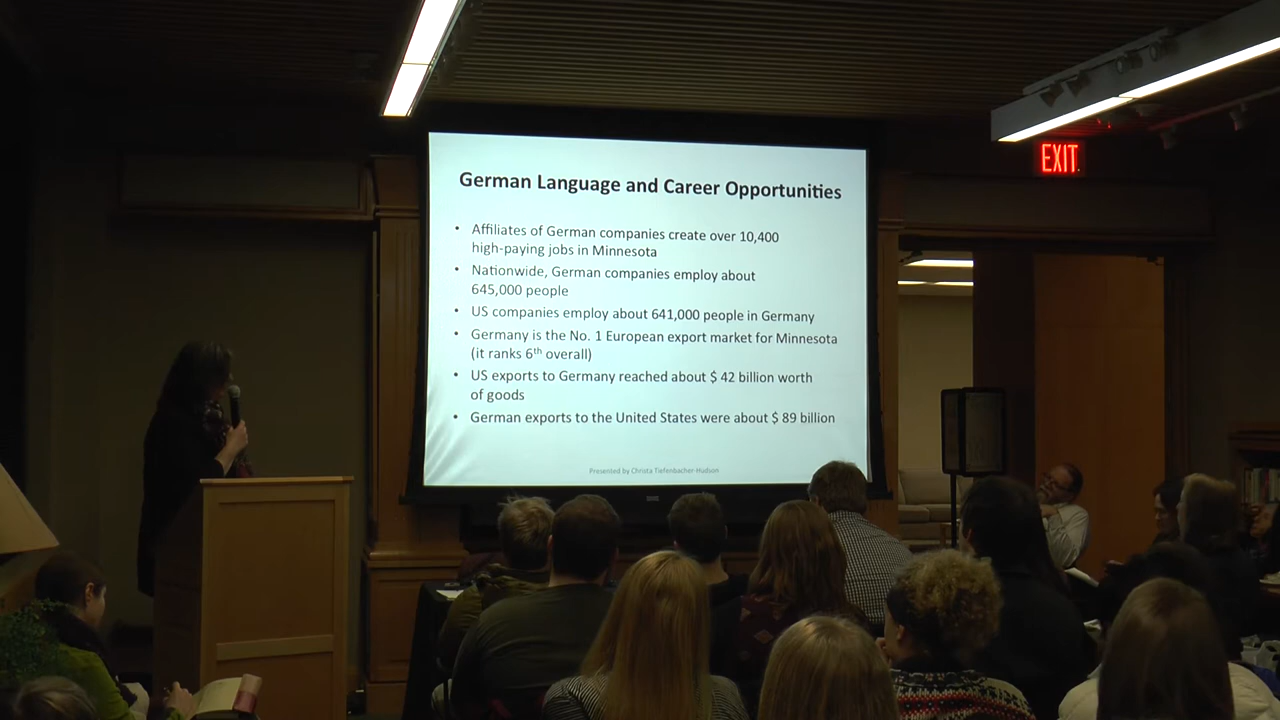 EXIT
German Language and Career Opportunities
• Affiliates of German companies create over 10,400
high-paying jobs in Minnesota
• Nationwide, German companies employ about
645,000 people
• US companies employ about 641,000 people in Germany
• Germany is the No. 1 European export market for Minnesota
(it ranks 6th overall)
• US exports to Germany reached about $ 42 billion worth
of goods
• German exports to the United States were about $ 89 billion
Presented by Christa Tiefenbacher-Hudson